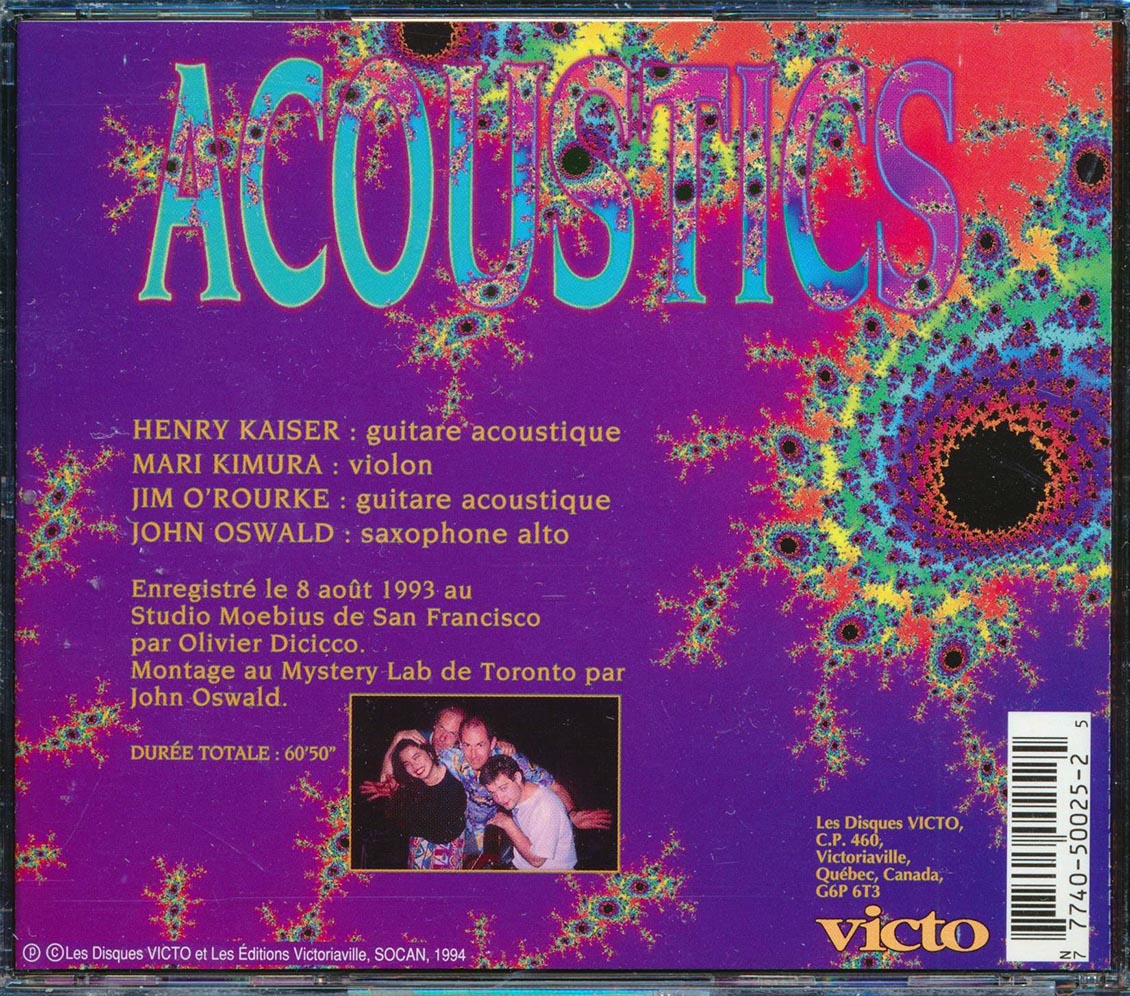 ACOUSTICS
HENRY KAISER : guitare acoustique
MARI KIMURA : violon
JIM O'ROURKE : guitare acoustique
JOHN OSWALD : saxophone alto
Enregistré le 8 août 1993 au
Studio Moebius de San Francisco
par Olivier Dicicco.
Montage au Mystery Lab de Toronto par
John Oswald.
DURÉE TOTALE : 60'50”
Les Disques VICTO,
C.P. 460,
Victoriaville,
Québec, Canada,
G6P 6T3
victo
N 7 7740-50025-2 5
Ⓟ ©Les Disques VICTO et Les Éditions Victoriaville, SOCAN, 1994